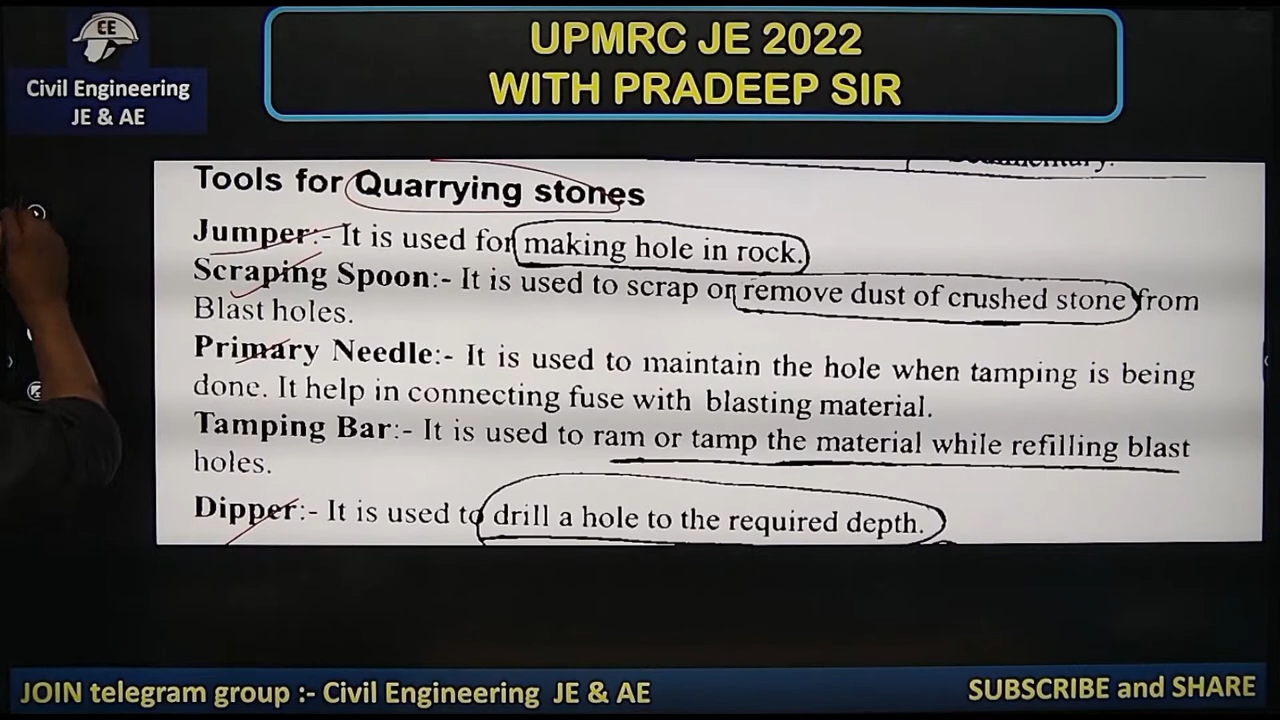 EE
Civil Engineering
JE & AE
UPMRC JE 2022
WITH PRADEEP SIR
Sedimentary.
Tools for Quarrying stones
Jumper:- It is used for making hole in rock.
Scraping Spoon:- It is used to scrap or remove dust of crushed stone from
Blast holes.
Primary Needle:- It is used to maintain the hole when tamping is being
done. It help in connecting fuse with blasting material.
Tamping Bar:- It is used to ram or tamp the material while refilling blast
holes.
Dipper:- It is used to drill a hole to the required depth.
JOIN telegram group :- Civil Engineering JE & AE
SUBSCRIBE and SHARE